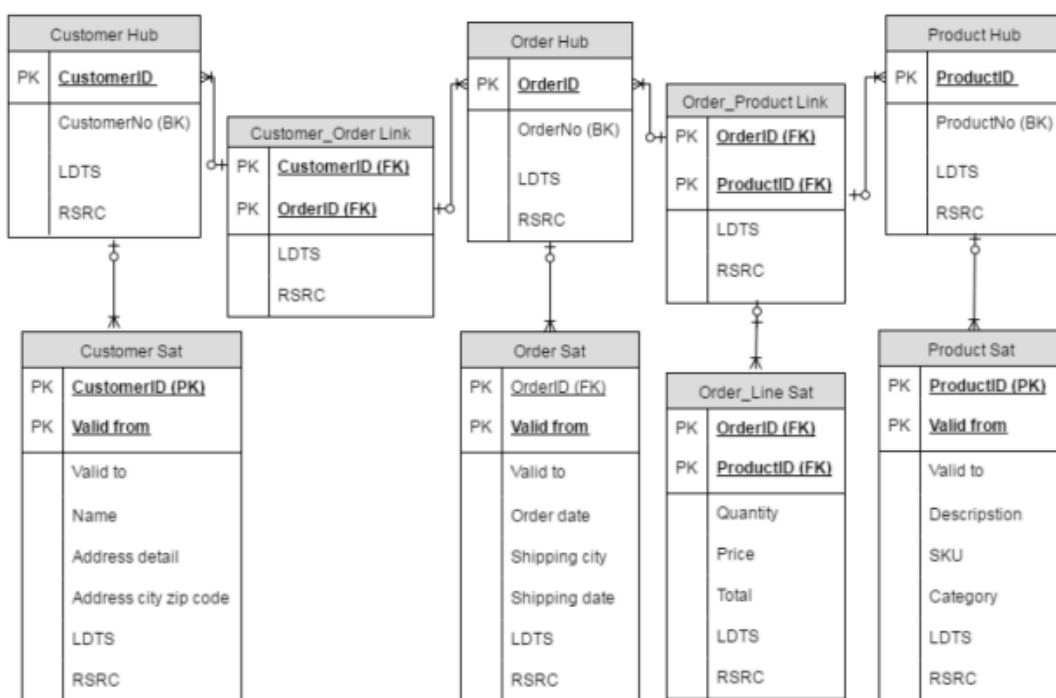 Customer Hub
PK CustomerID
CustomerNo (BK)
LDTS
RSRC
Customer_Order Link
PK CustomerID (FK)
PK OrderID (FK)
LDTS
RSRC
Order Hub
PK OrderID
OrderNo (BK)
LDTS
RSRC
Order_Product Link
PK OrderID (FK)
PK ProductID (FK)
LDTS
RSRC
Product Hub
PK ProductID
ProductNo (BK)
LDTS
RSRC
Customer Sat
PK CustomerID (PK)
PK Valid from
Valid to
Name
Address detail
Address city zip code
LDTS
RSRC
Order Sat
PK OrderID (FK)
PK Valid from
Valid to
Order date
Shipping city
Shipping date
LDTS
RSRC
Order_Line Sat
PK OrderID (FK)
PK ProductID (FK)
Quantity
Price
Total
LDTS
RSRC
Product Sat
PK ProductID (PK)
PK Valid from
Valid to
Descripstion
SKU
Category
LDTS
RSRC